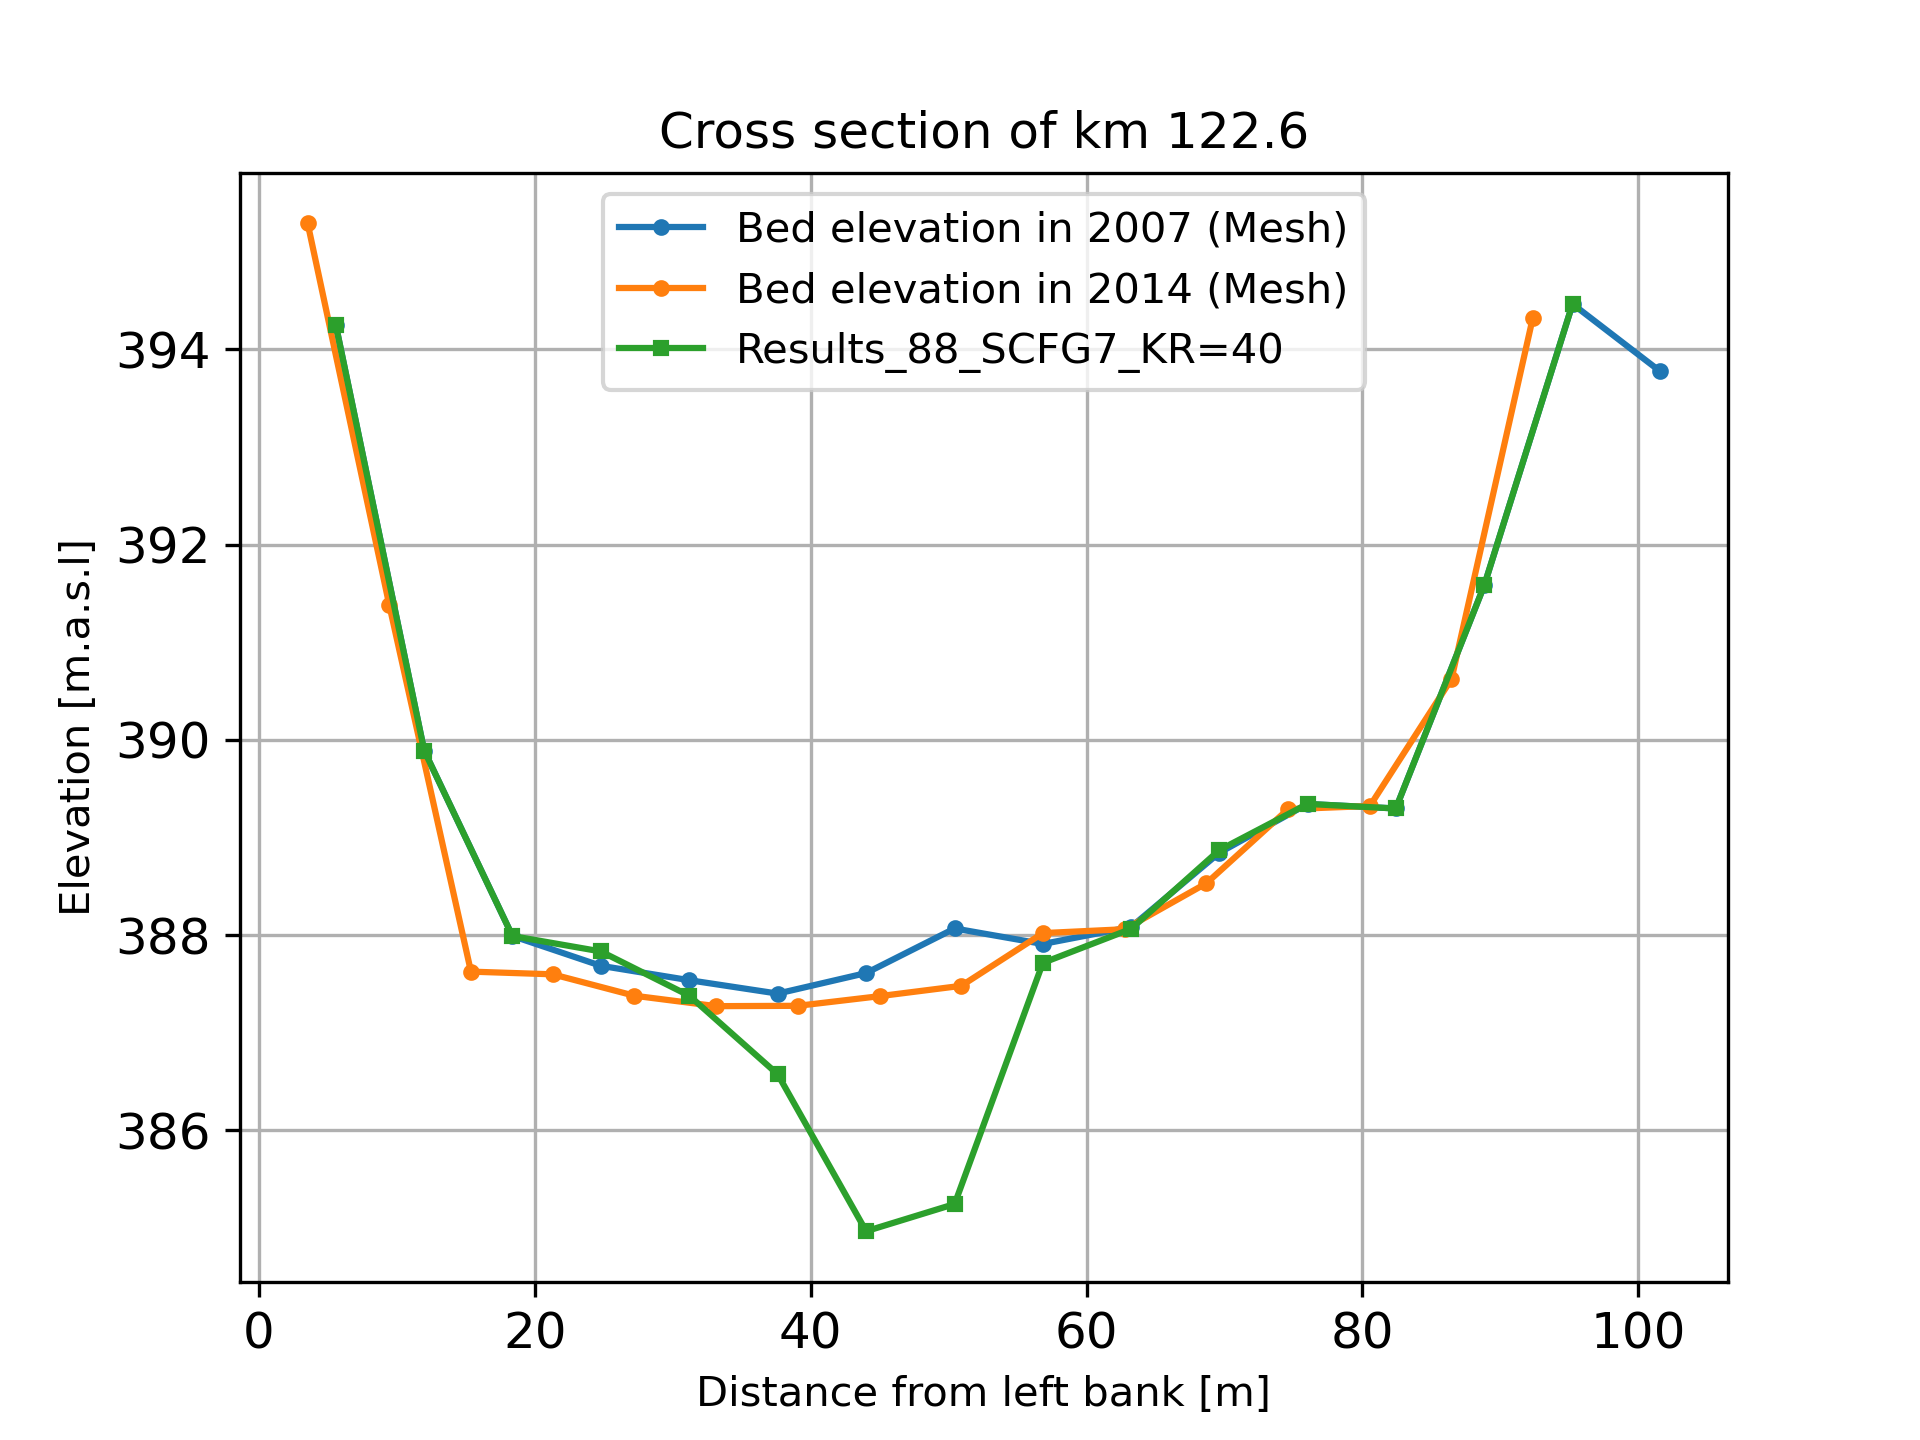 Cross section of km 122.6
Bed elevation in 2007 (Mesh)
Bed elevation in 2014 (Mesh)
Results_88_SCFG7_KR=40
Elevation [m.a.s.l]
394
392
390
388
386
0 20 40 60 80 100
Distance from left bank [m]